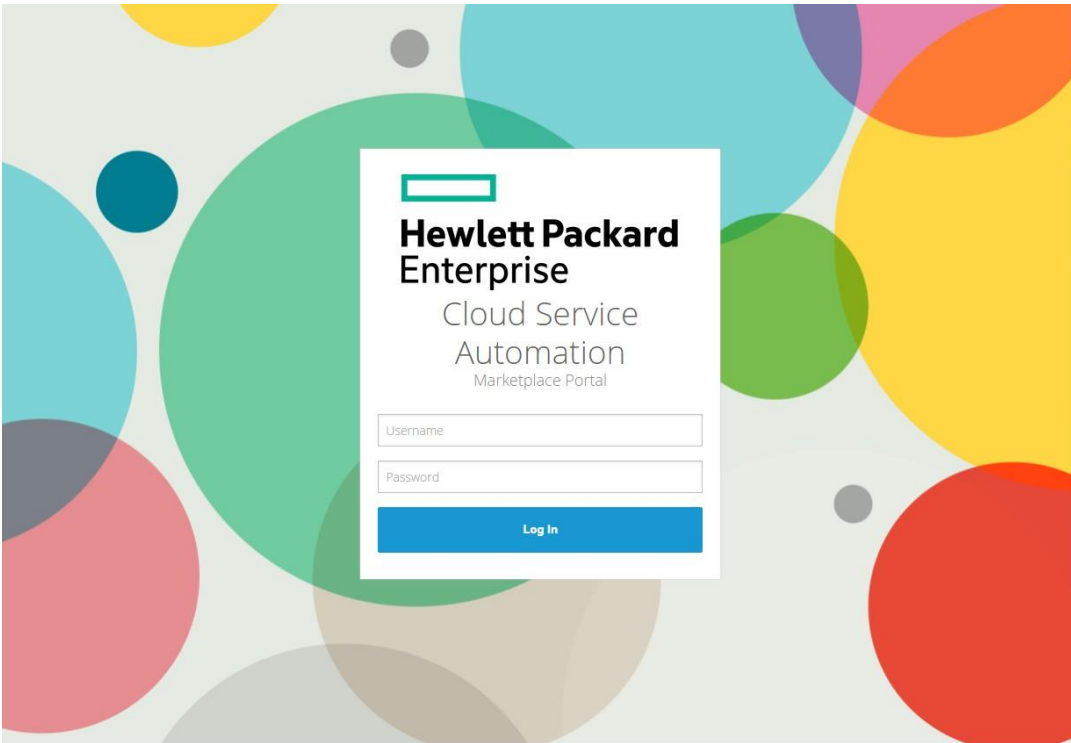 Hewlett Packard
Enterprise
Cloud Service
Automation
Marketplace Portal
Username
Password
Log In